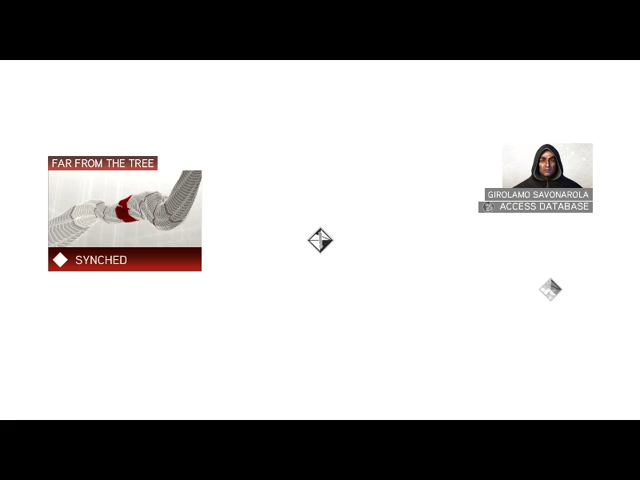 FAR FROM THE TREE
SYNCHED
GIROLAMO SAVONAROLA
ACCESS DATABASE